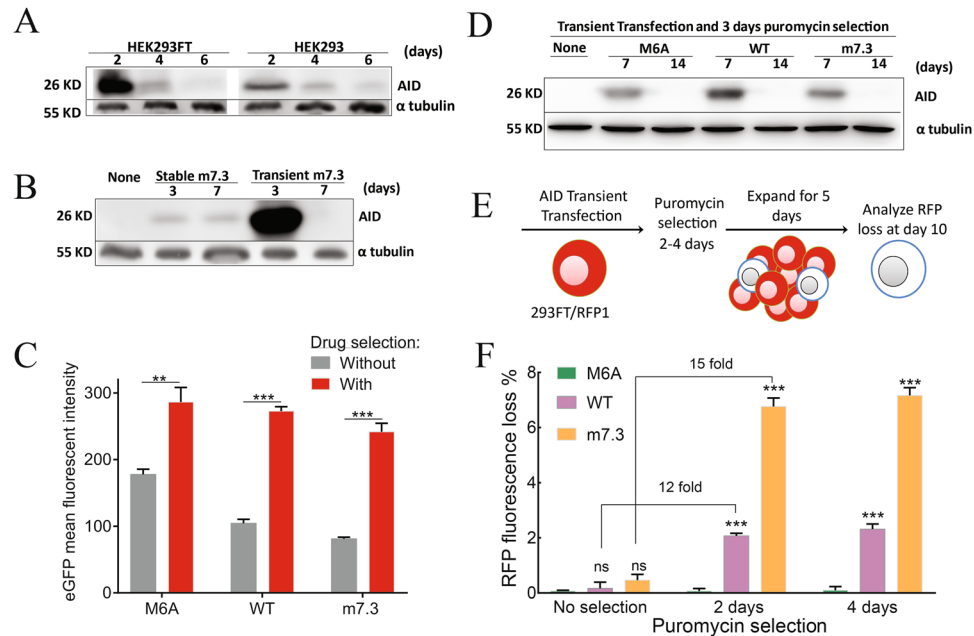 A
HEK293FT HEK293
2 4 6 2 4 6 (days)
26 KD AID
55 KD α tubulin
B
None Stable m7.3 Transient m7.3
3 7 3 7 (days)
26 KD AID
55 KD α tubulin
C
Drug selection:
Without
With
eGFP mean fluorescent intensity
300
200
100
0
** *** ***
M6A WT m7.3
D
Transient Transfection and 3 days puromycin selection
None M6A WT m7.3
7 14 7 14 7 14 (days)
26 KD AID
55 KD α tubulin
E
AID Transient
Transfection
Puromycin
selection
2-4 days
Expand for 5
days
Analyze RFP
loss at day 10
293FT/RFP1
F
RFP fluorescence loss %
8
6
4
2
0
M6A
WT
m7.3
15 fold
12 fold
ns ns *** *** *** ***
No selection 2 days 4 days
Puromycin selection